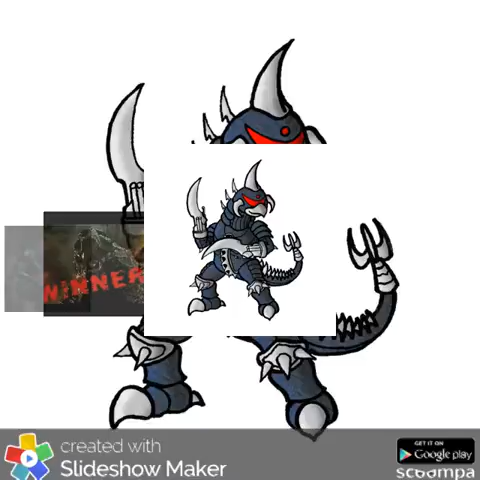 WINNER
created with
Slideshow Maker
GET IT ON
Google play
scoompa